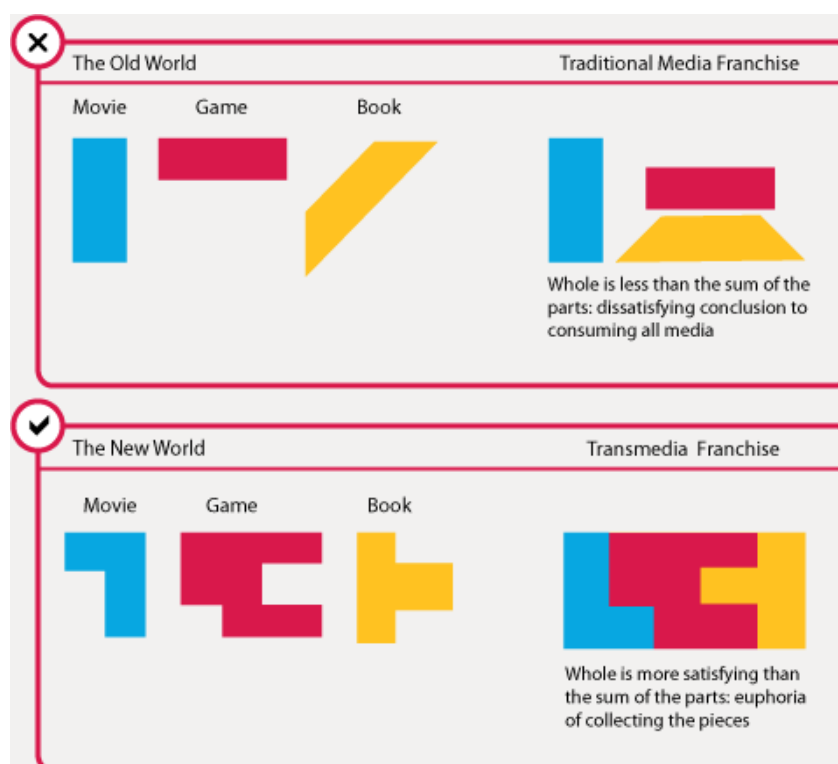 The Old World
Traditional Media Franchise
Movie
Game
Book
Whole is less than the sum of the
parts: dissatisfying conclusion to
consuming all media
The New World
Transmedia Franchise
Movie
Game
Book
Whole is more satisfying than
the sum of the parts: euphoria
of collecting the pieces